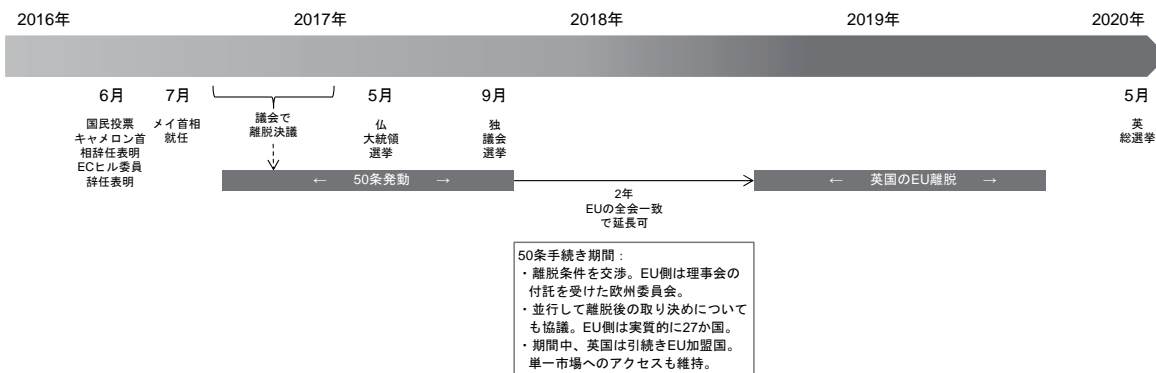 2016年
2017年
2018年
2019年
2020年
6月
7月
5月
9月
5月
国民投票
キャメロン首
相辞任表明
ECヒル委員
辞任表明
メイ首相
就任
議会で
離脱決議
仏
大統領
選挙
独
議会
選挙
英
総選挙
← 50条発動 →
← 英国のEU離脱 →
2年
EUの全会一致
で延長可
50条手続き期間：
・離脱条件を交渉。EU側は理事会の
付託を受けた欧州委員会。
・並行して離脱後の取り決めについて
も協議。EU側は実質的に27か国。
・期間中、英国は引続きEU加盟国。
単一市場へのアクセスも維持。